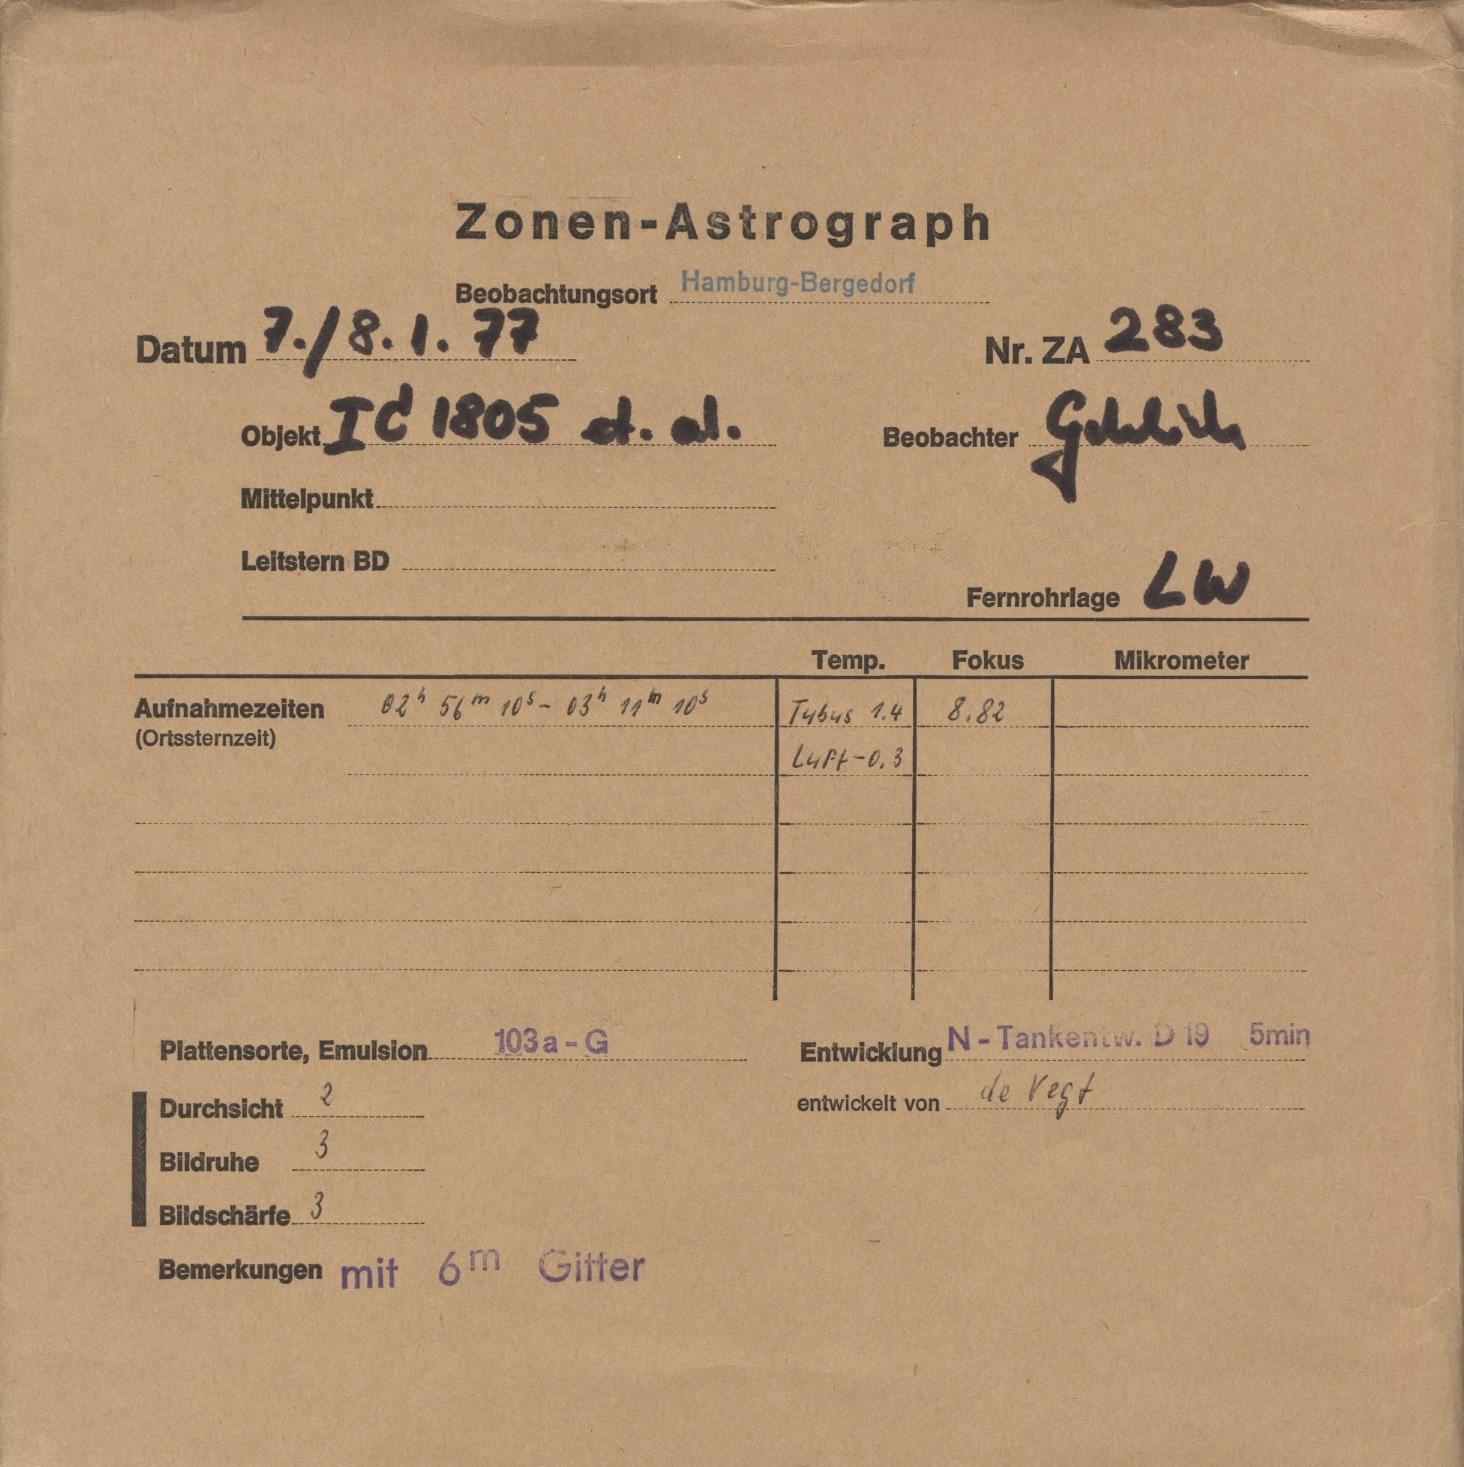 Zonen-Astrograph
Beobachtungsort Hamburg-Bergedorf
Datum 7./8.1.77 Nr. ZA 283
Objekt IC 1805 et. al. Beobachter
Mittelpunkt
Leitstern BD
Fernrohrlage LW
Temp. Fokus Mikrometer
Aufnahmezeiten 02h 56m 10s - 03h 11m 10s Tubus 1.4 8.82
(Ortssternzeit)
Luft -0.3
Plattensorte, Emulsion 103a-G Entwicklung N-Tankentw. D19 5min
Durchsicht 2 entwickelt von de Vegt
Bildruhe 3
Bildschärfe 3
Bemerkungen mit 6m Gitter